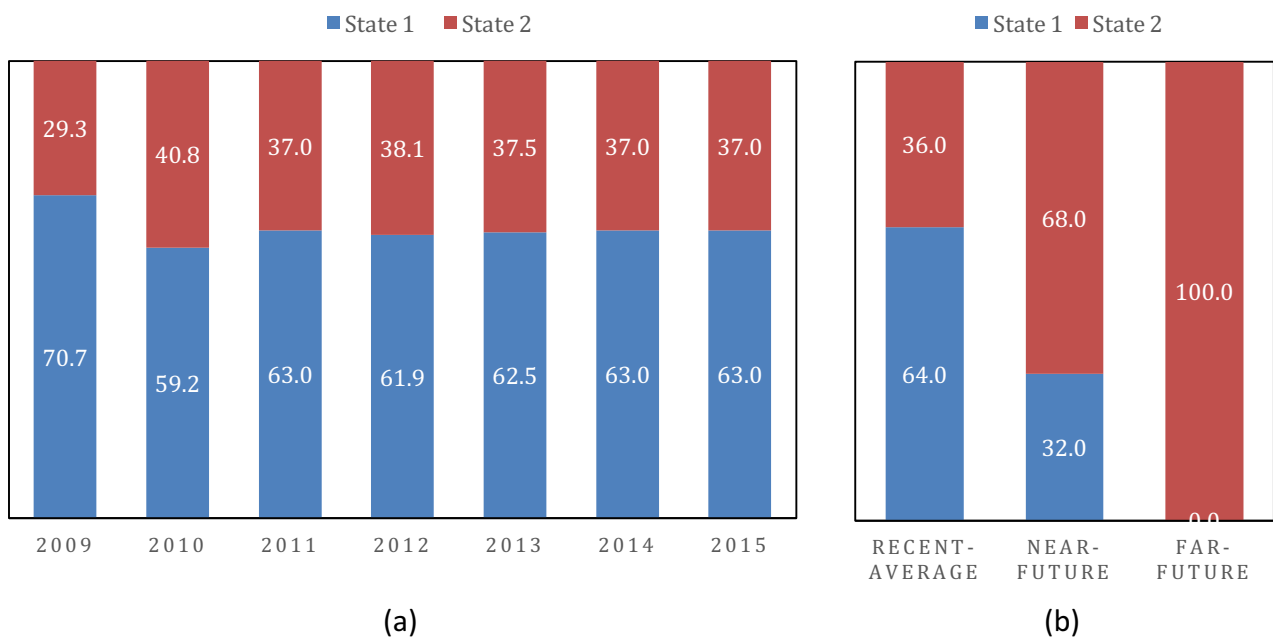 State 1 State 2
29.3 40.8 37.0 38.1 37.5 37.0 37.0
70.7 59.2 63.0 61.9 62.5 63.0 63.0
2009 2010 2011 2012 2013 2014 2015
(a)
State 1 State 2
36.0 68.0 100.0
64.0 32.0 0.0
RECENT- NEAR- FAR-
AVERAGE FUTURE FUTURE
(b)